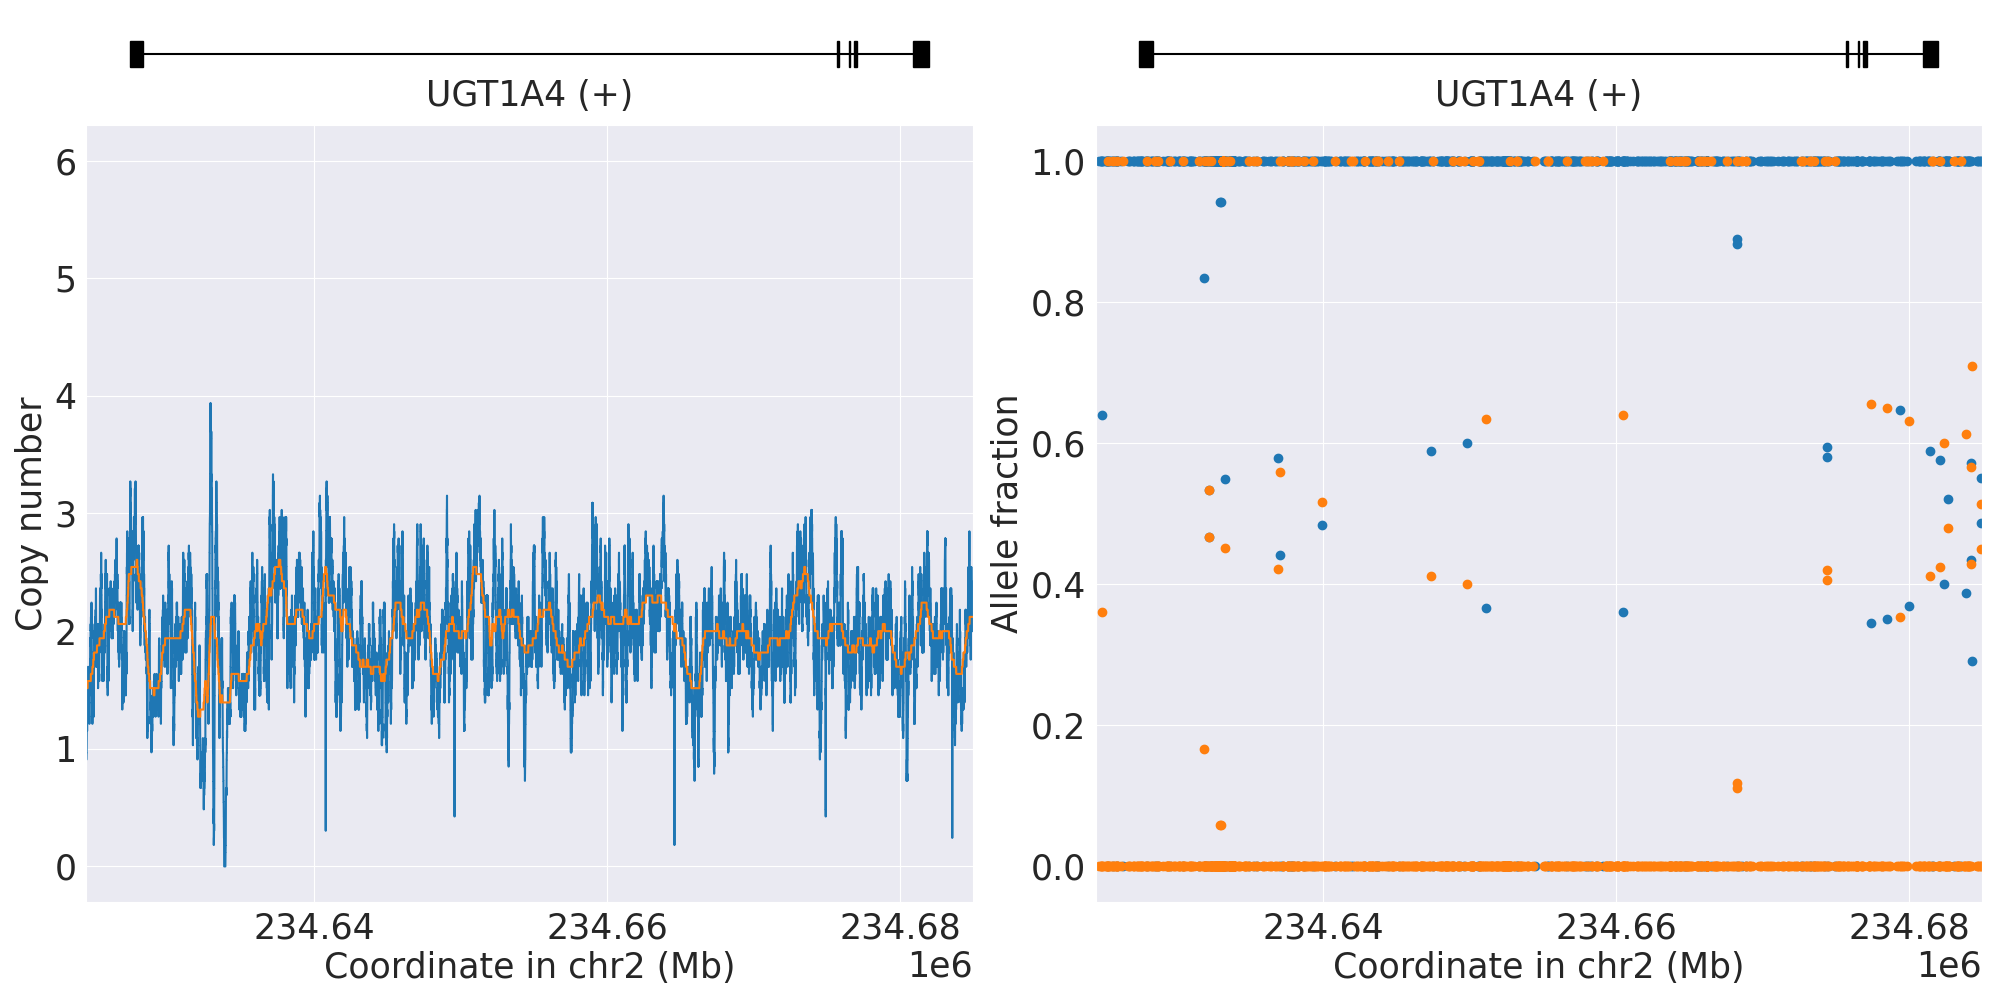 UGT1A4 (+)
6
5
4
3
2
1
0
Copy number
234.64 234.66 234.68
1e6
Coordinate in chr2 (Mb)
UGT1A4 (+)
1.0
0.8
0.6
0.4
0.2
0.0
Allele fraction
234.64 234.66 234.68
1e6
Coordinate in chr2 (Mb)